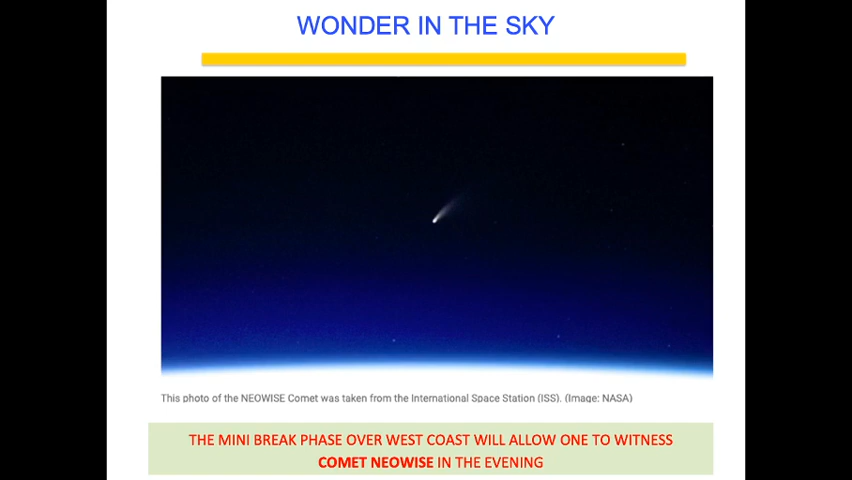 WONDER IN THE SKY
This photo of the NEOWISE Comet was taken from the International Space Station (ISS). (Image: NASA)
THE MINI BREAK PHASE OVER WEST COAST WILL ALLOW ONE TO WITNESS
COMET NEOWISE IN THE EVENING